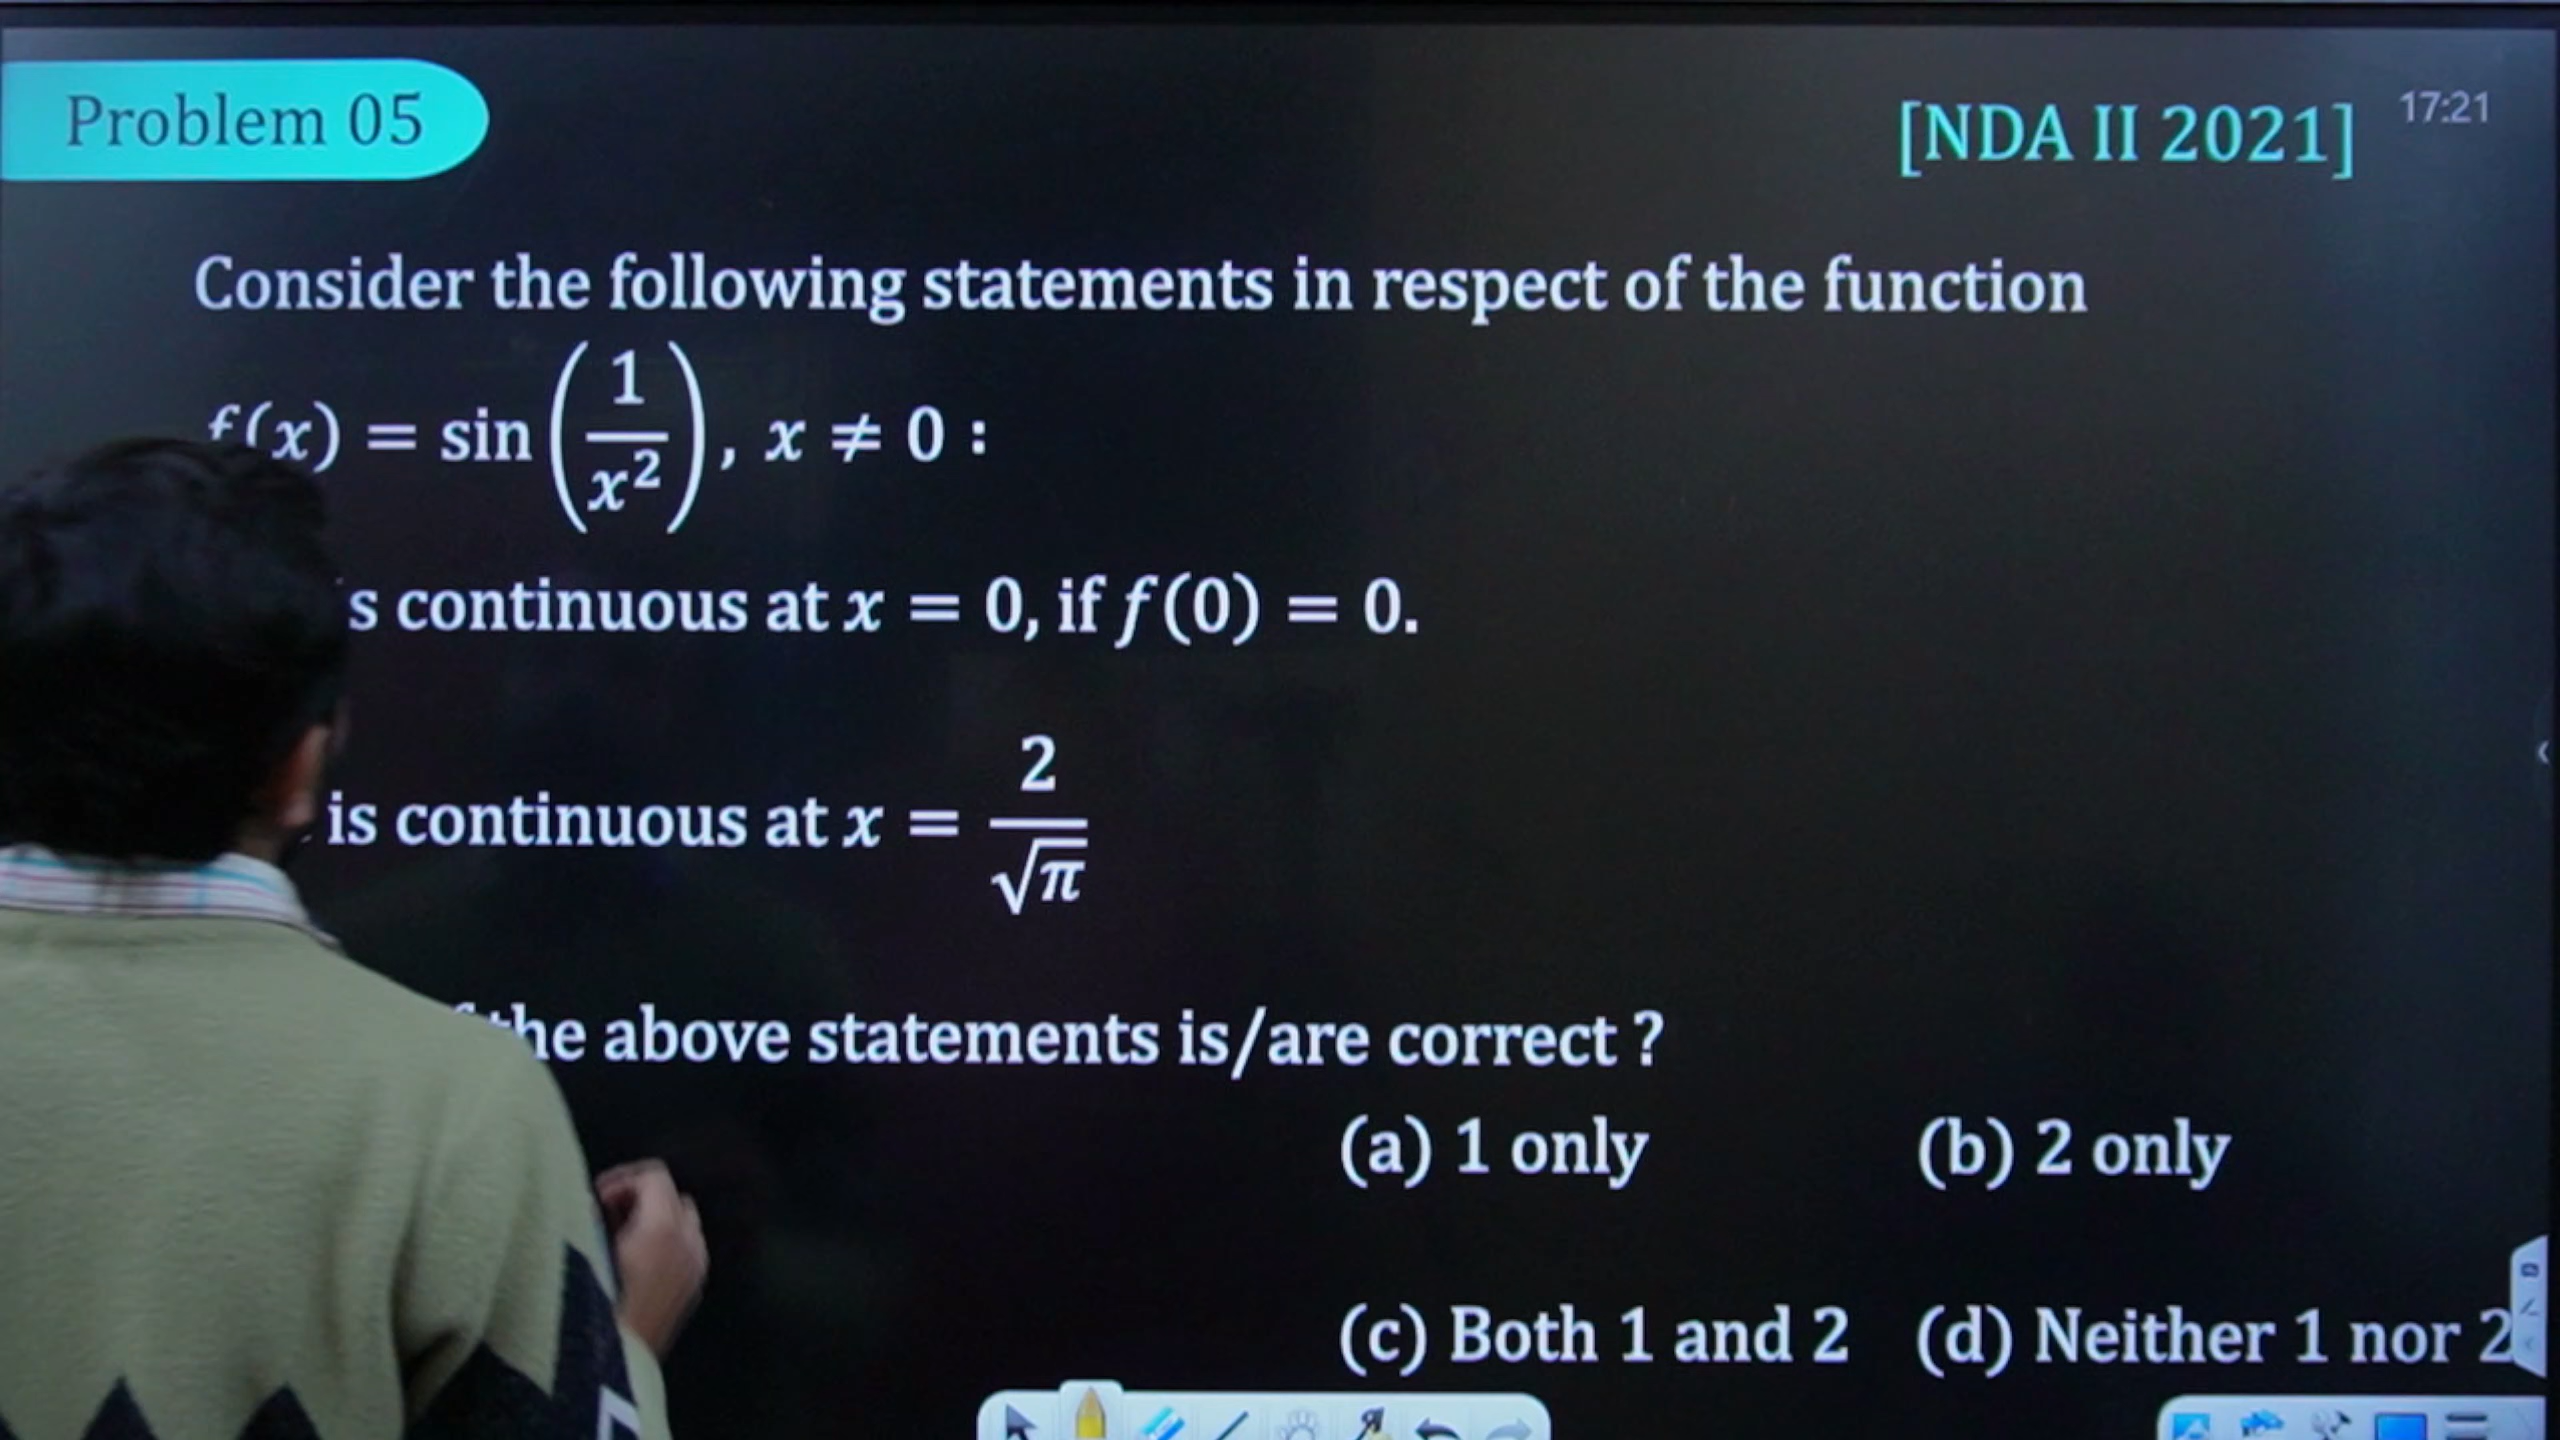 Problem 05
[NDA II 2021]
17:21
Consider the following statements in respect of the function
f(x) = sin(1/x²), x ≠ 0 :
continuous at x = 0, if f(0) = 0.
is continuous at x = 2/√π
the above statements is/are correct ?
(a) 1 only (b) 2 only
(c) Both 1 and 2 (d) Neither 1 nor 2